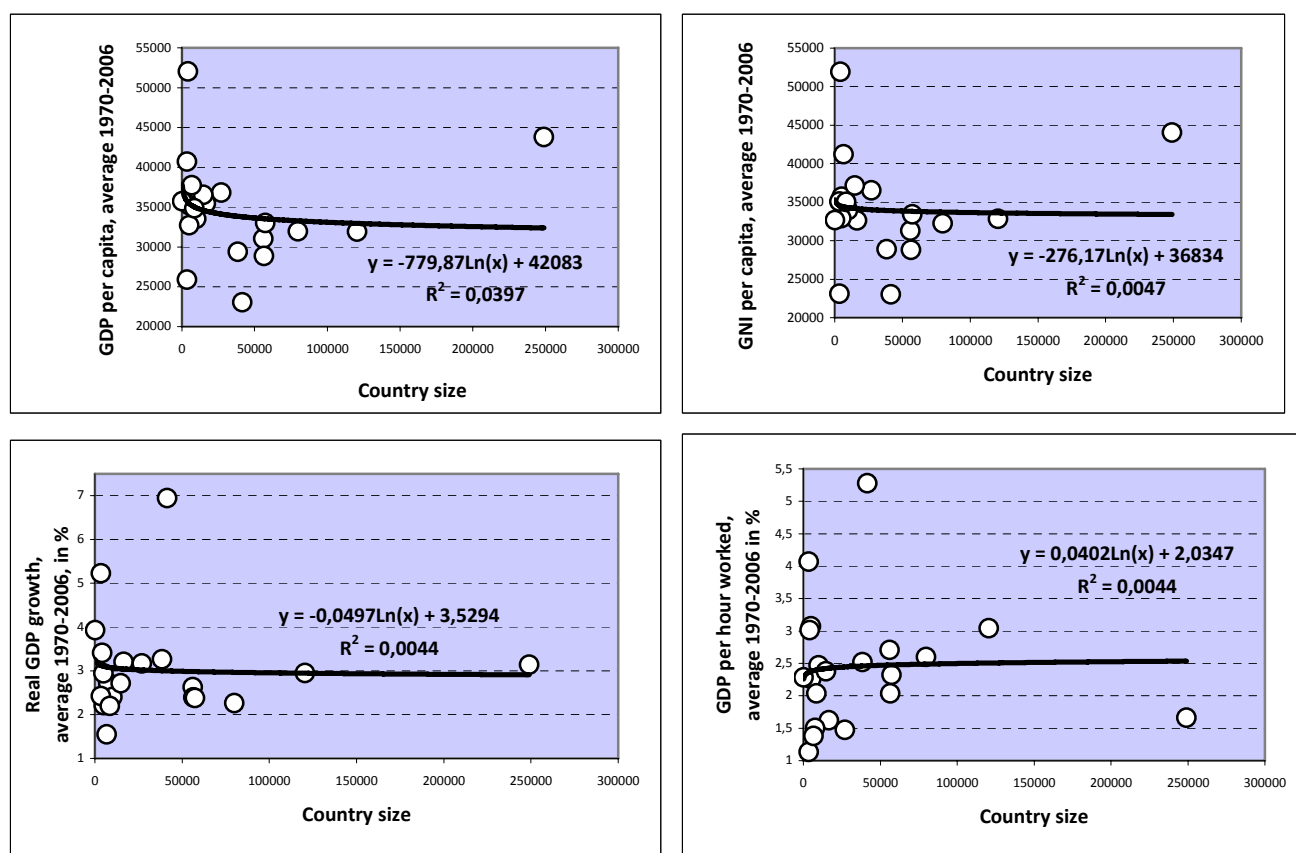 GDP per capita, average 1970-2006
55000
50000
45000
40000
35000
30000
25000
20000
y = -779,87Ln(x) + 42083
R² = 0,0397
0 50000 100000 150000 200000 250000 300000
Country size
GNI per capita, average 1970-2006
55000
50000
45000
40000
35000
30000
25000
20000
y = -276,17Ln(x) + 36834
R² = 0,0047
0 50000 100000 150000 200000 250000 300000
Country size
Real GDP growth,
average 1970-2006, in %
7
6
5
4
3
2
1
y = -0,0497Ln(x) + 3,5294
R² = 0,0044
0 50000 100000 150000 200000 250000 300000
Country size
GDP per hour worked,
average 1970-2006 in %
5,5
5
4,5
4
3,5
3
2,5
2
1,5
1
y = 0,0402Ln(x) + 2,0347
R² = 0,0044
0 50000 100000 150000 200000 250000 300000
Country size